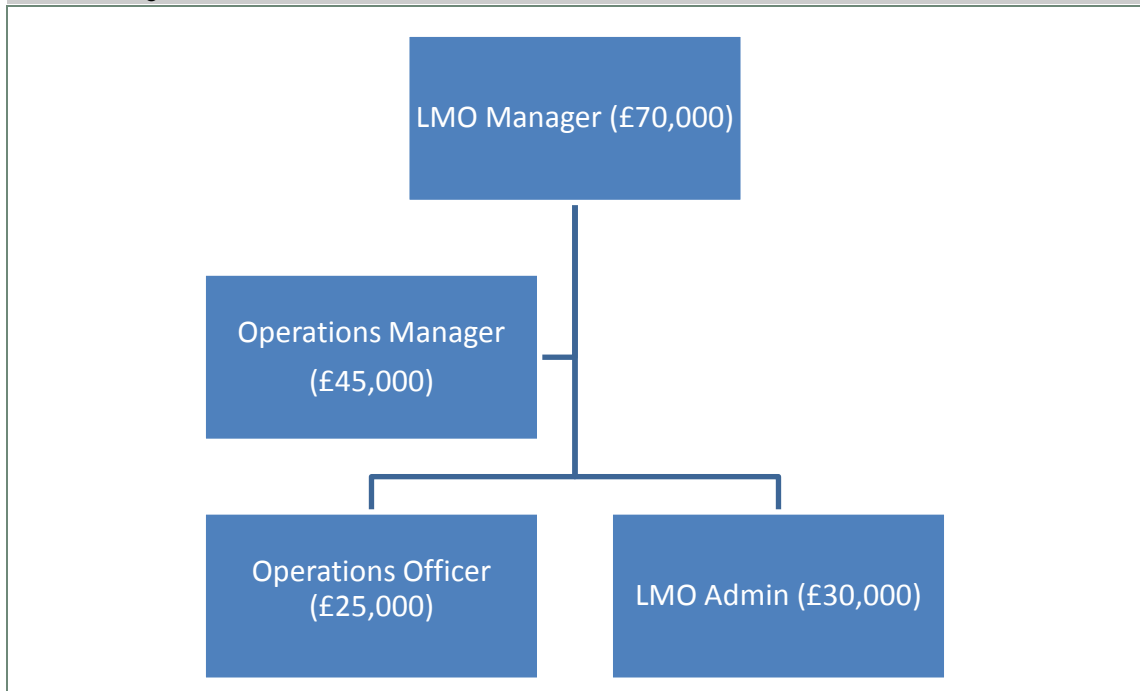 LMO Manager (£70,000)
Operations Manager
(£45,000)
Operations Officer
(£25,000)
LMO Admin (£30,000)